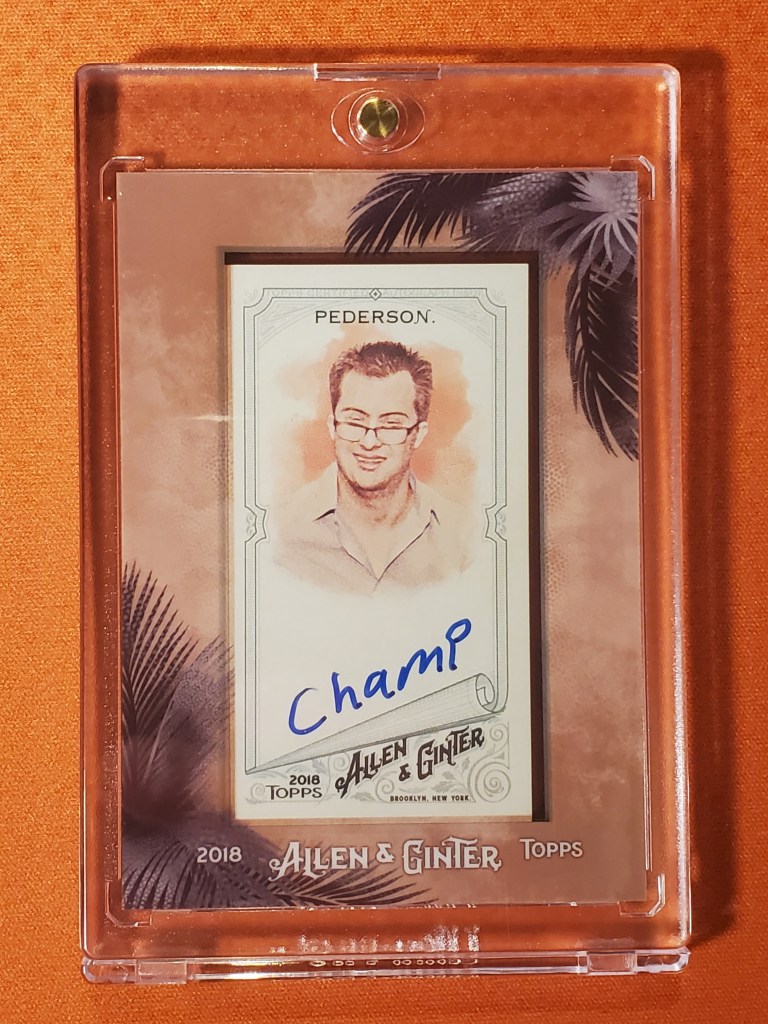 PEDERSON.
Champ
2018
TOPPS
ALLEN
& GINTER
BROOKLYN, NEW YORK
2018 ALLEN & GINTER TOPPS